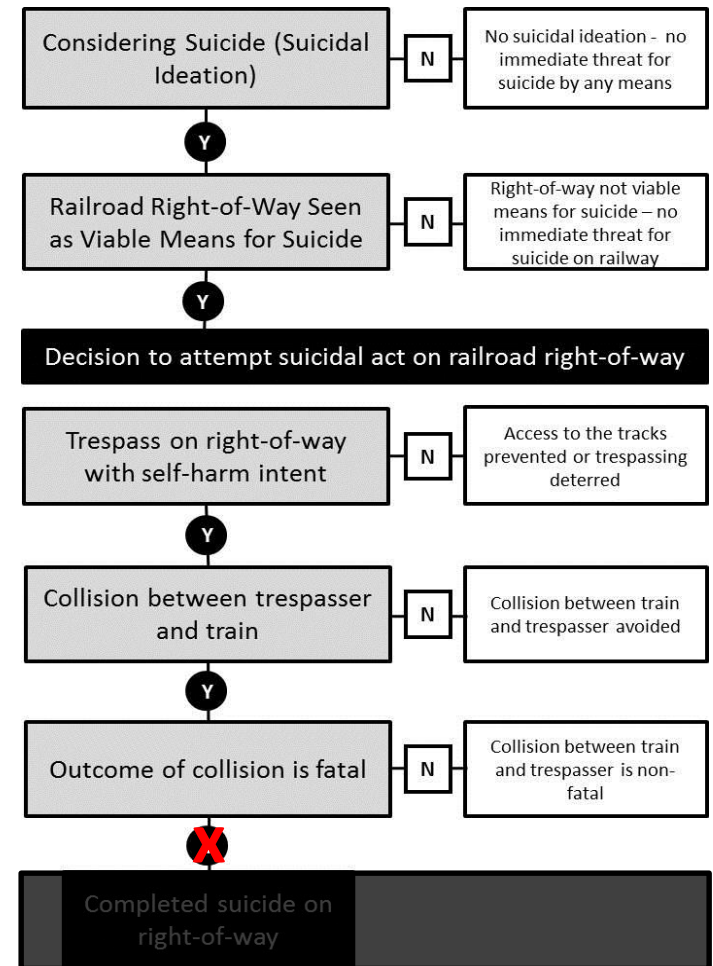 Considering Suicide (Suicidal
Ideation)
N
No suicidal ideation - no
immediate threat for
suicide by any means
Y
Railroad Right-of-Way Seen
as Viable Means for Suicide
N
Right-of-way not viable
means for suicide – no
immediate threat for
suicide on railway
Y
Decision to attempt suicidal act on railroad right-of-way
Trespass on right-of-way
with self-harm intent
N
Access to the tracks
prevented or trespassing
deterred
Y
Collision between trespasser
and train
N
Collision between train
and trespasser avoided
Y
Outcome of collision is fatal
N
Collision between train
and trespasser is non-
fatal
X
Completed suicide on
right-of-way